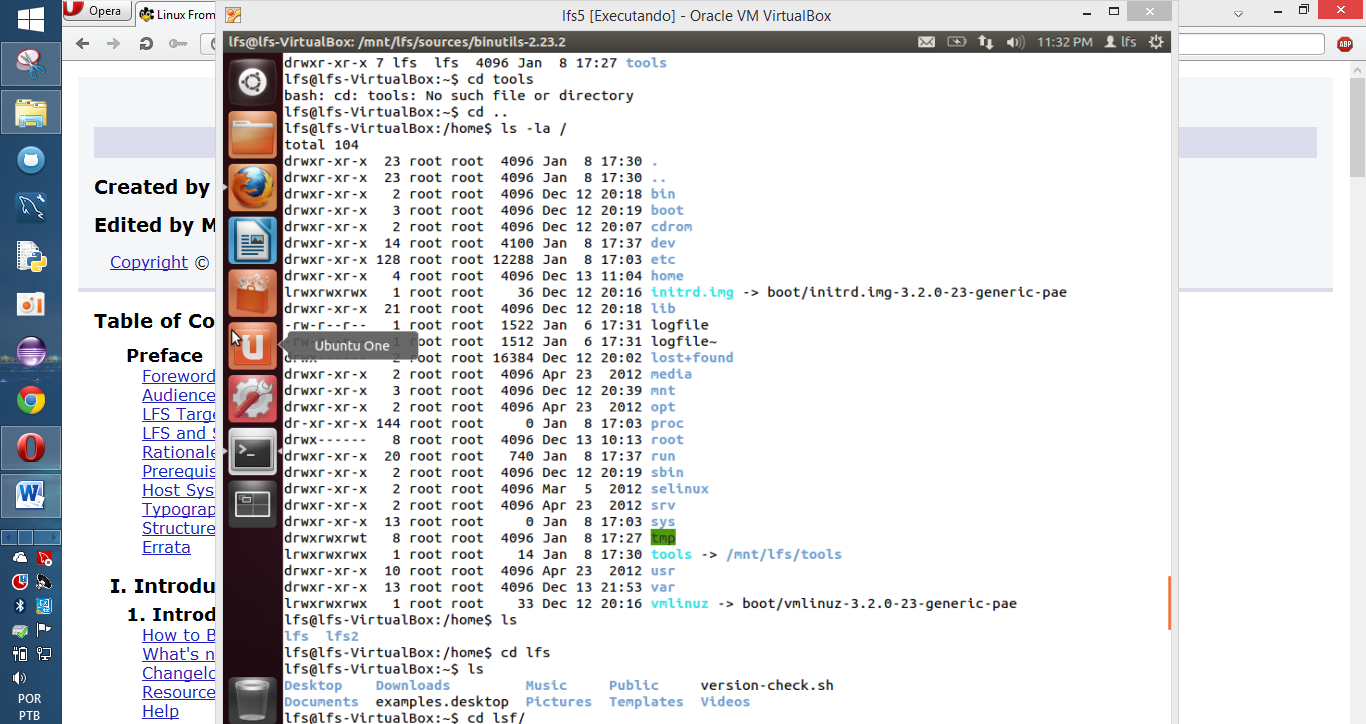 Opera
Linux From
lfs5 [Executando] - Oracle VM VirtualBox
ABP
lfs@lfs-VirtualBox: /mnt/lfs/sources/binutils-2.23.2
11:32 PM
lfs
Created by
Edited by M
Copyright ©
Table of Co
Preface
Foreword
Audience
LFS Targe
LFS and S
Rationale
Prerequis
Host Sys
Typograp
Structure
Errata
I. Introdu
1. Introd
How to B
What's n
Changelo
Resource
Help
POR
PTB
Ubuntu One
drwxr-xr-x 7 lfs  lfs  4096 Jan  8 17:27 tools
lfs@lfs-VirtualBox:~$ cd tools
bash: cd: tools: No such file or directory
lfs@lfs-VirtualBox:~$ cd ..
lfs@lfs-VirtualBox:/home$ ls -la /
total 104
drwxr-xr-x  23 root root  4096 Jan  8 17:30 .
drwxr-xr-x  23 root root  4096 Jan  8 17:30 ..
drwxr-xr-x   2 root root  4096 Dec 12 20:18 bin
drwxr-xr-x   3 root root  4096 Dec 12 20:19 boot
drwxr-xr-x   2 root root  4096 Dec 12 20:07 cdrom
drwxr-xr-x  14 root root  4100 Jan  8 17:37 dev
drwxr-xr-x 128 root root 12288 Jan  8 17:03 etc
drwxr-xr-x   4 root root  4096 Dec 13 11:04 home
lrwxrwxrwx   1 root root    36 Dec 12 20:16 initrd.img -> boot/initrd.img-3.2.0-23-generic-pae
drwxr-xr-x  21 root root  4096 Dec 12 20:18 lib
-rw-r--r--   1 root root  1522 Jan  6 17:31 logfile
1 root root  1512 Jan  6 17:31 logfile~
drwx------   2 root root 16384 Dec 12 20:02 lost+found
drwxr-xr-x   2 root root  4096 Apr 23  2012 media
drwxr-xr-x   3 root root  4096 Dec 12 20:39 mnt
drwxr-xr-x   2 root root  4096 Apr 23  2012 opt
dr-xr-xr-x 144 root root     0 Jan  8 17:03 proc
drwx------   8 root root  4096 Dec 13 10:13 root
drwxr-xr-x  20 root root   740 Jan  8 17:37 run
drwxr-xr-x   2 root root  4096 Dec 12 20:19 sbin
drwxr-xr-x   2 root root  4096 Mar  5  2012 selinux
drwxr-xr-x   2 root root  4096 Apr 23  2012 srv
drwxr-xr-x  13 root root     0 Jan  8 17:03 sys
drwxrwxrwt   8 root root  4096 Jan  8 17:27 tmp
lrwxrwxrwx   1 root root    14 Jan  8 17:30 tools -> /mnt/lfs/tools
drwxr-xr-x  10 root root  4096 Apr 23  2012 usr
drwxr-xr-x  13 root root  4096 Dec 13 21:53 var
lrwxrwxrwx   1 root root    33 Dec 12 20:16 vmlinuz -> boot/vmlinuz-3.2.0-23-generic-pae
lfs@lfs-VirtualBox:/home$ ls
lfs  lfs2
lfs@lfs-VirtualBox:/home$ cd lfs
lfs@lfs-VirtualBox:~$ ls
Desktop    Downloads         Music     Public     version-check.sh
Documents  examples.desktop  Pictures  Templates  Videos
lfs@lfs-VirtualBox:~$ cd lsf/